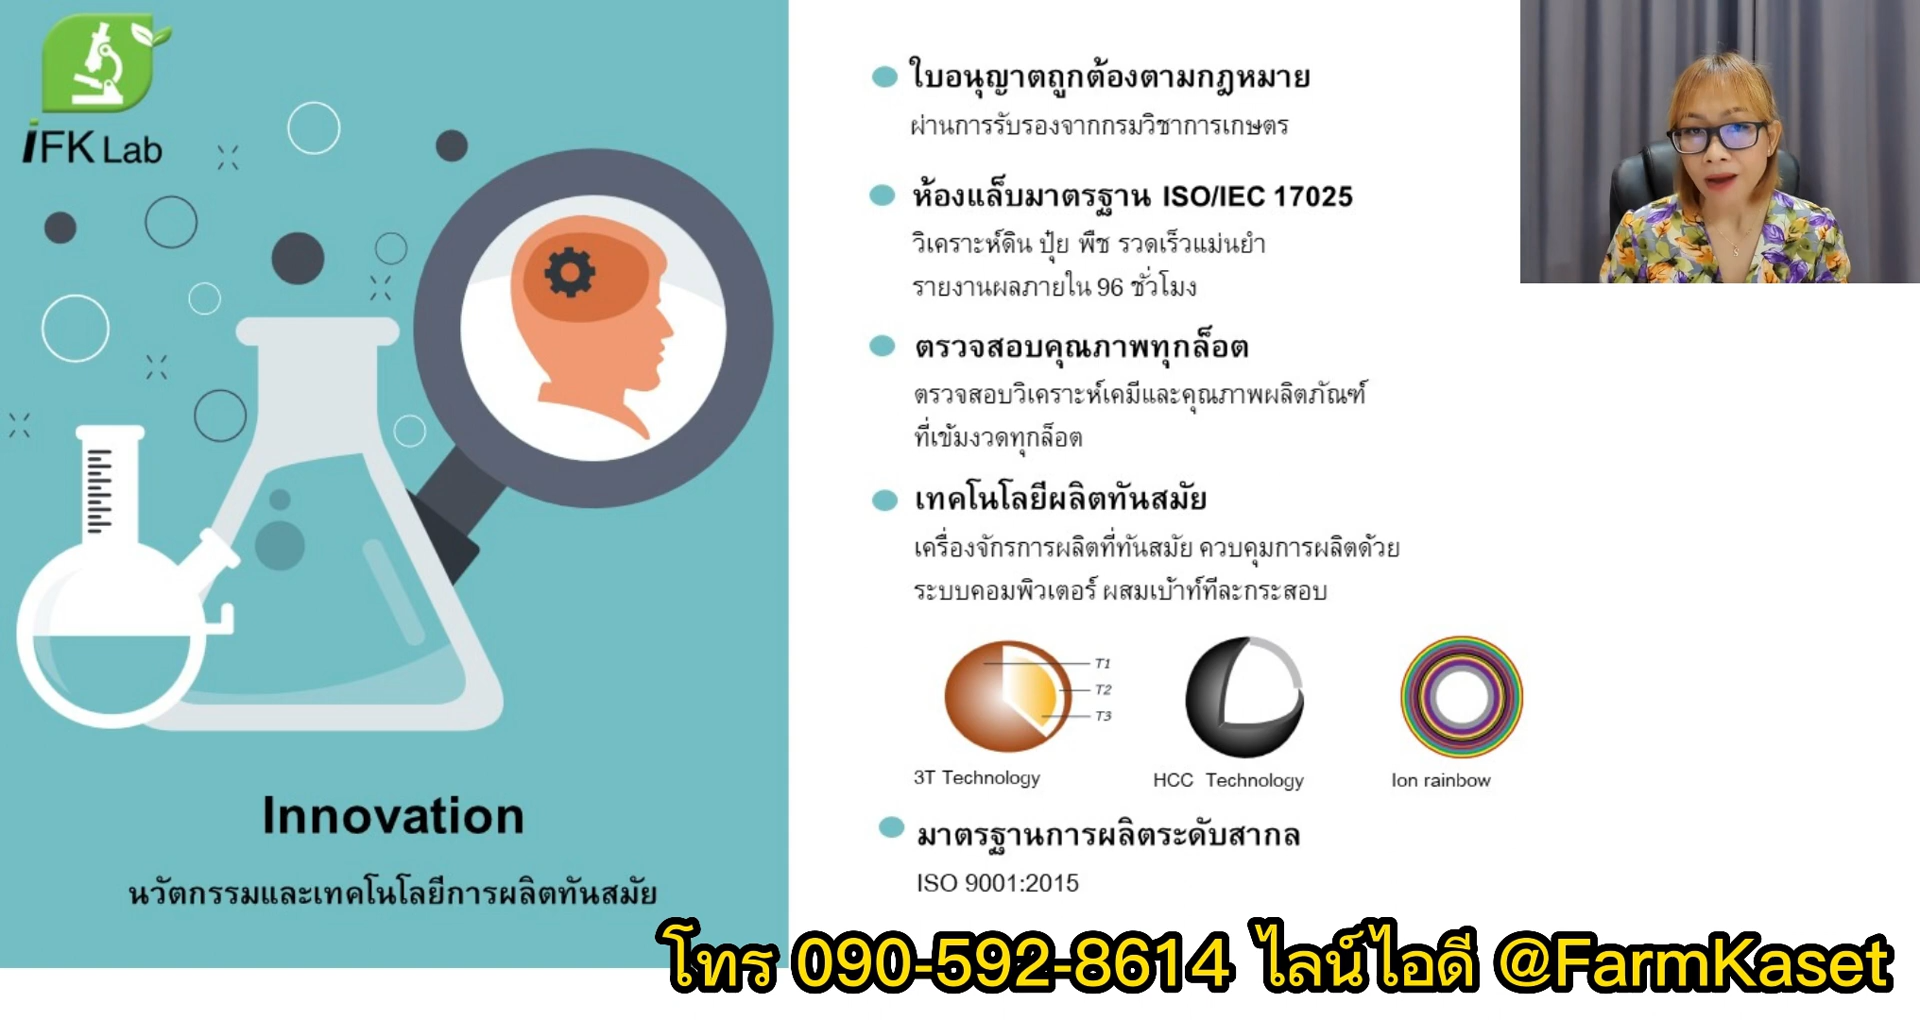 iFK Lab
Innovation
นวัตกรรมและเทคโนโลยีการผลิตทันสมัย
ใบอนุญาตถูกต้องตามกฎหมาย
ผ่านการรับรองจากกรมวิชาการเกษตร
ห้องแล็บมาตรฐาน ISO/IEC 17025
วิเคราะห์ดิน ปุ๋ย พืช รวดเร็วแม่นยำ
รายงานผลภายใน 96 ชั่วโมง
ตรวจสอบคุณภาพทุกล็อต
ตรวจสอบวิเคราะห์เคมีและคุณภาพผลิตภัณฑ์
ที่เข้มงวดทุกล็อต
เทคโนโลยีผลิตทันสมัย
เครื่องจักรการผลิตที่ทันสมัย ควบคุมการผลิตด้วย
ระบบคอมพิวเตอร์ ผสมเบ้าท์ทีละกระสอบ
T1
T2
T3
3T Technology
HCC Technology
Ion rainbow
มาตรฐานการผลิตระดับสากล
ISO 9001:2015
โทร 090-592-8614 ไลน์ไอดี @FarmKaset